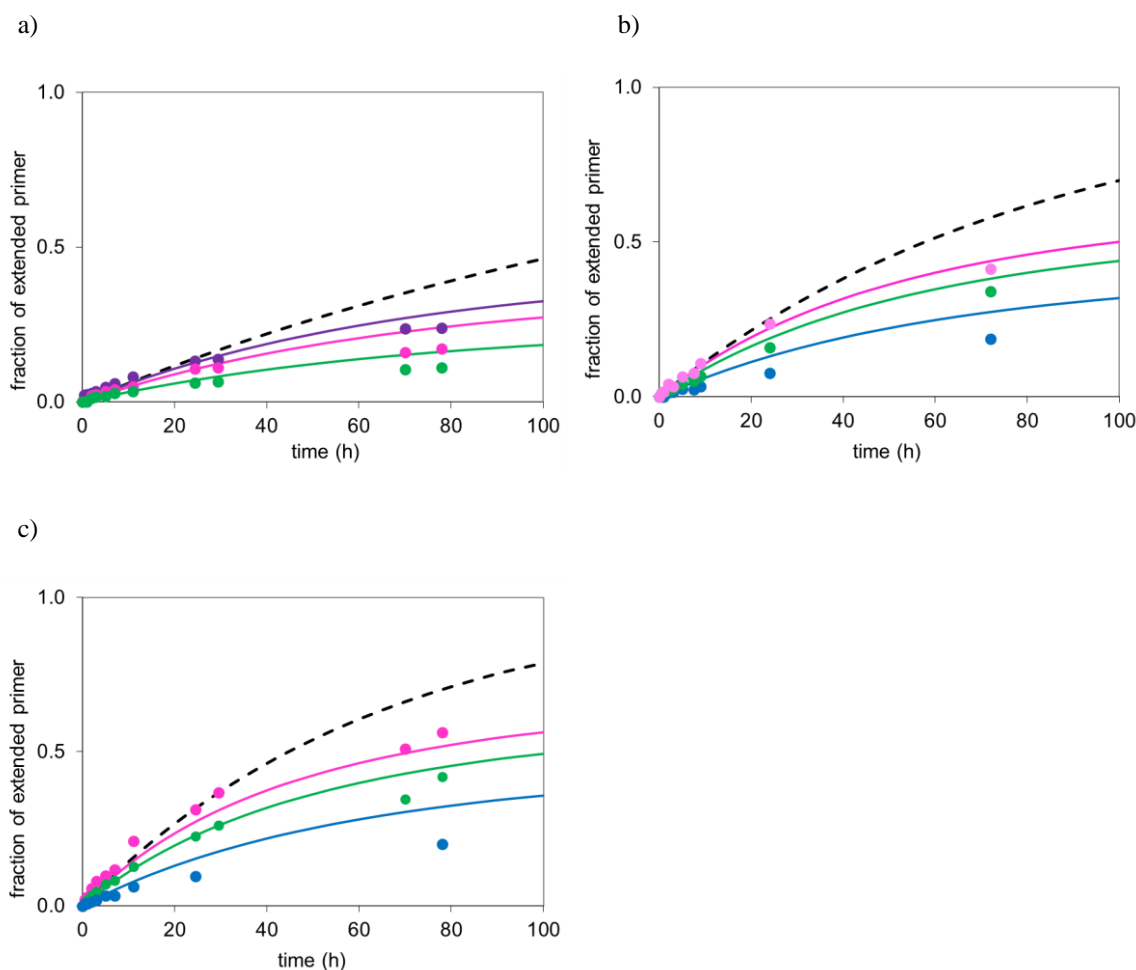 a)
1.0
0.5
0.0
fraction of extended primer
0 20 40 60 80 100
time (h)
b)
1.0
0.5
0.0
fraction of extended primer
0 20 40 60 80 100
time (h)
c)
1.0
0.5
0.0
fraction of extended primer
0 20 40 60 80 100
time (h)